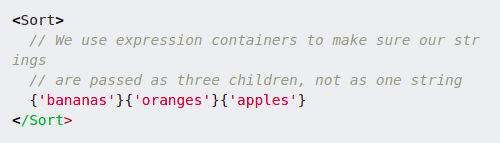 <Sort>
  // We use expression containers to make sure our str
ings
  // are passed as three children, not as one string
  {'bananas'}{'oranges'}{'apples'}
</Sort>